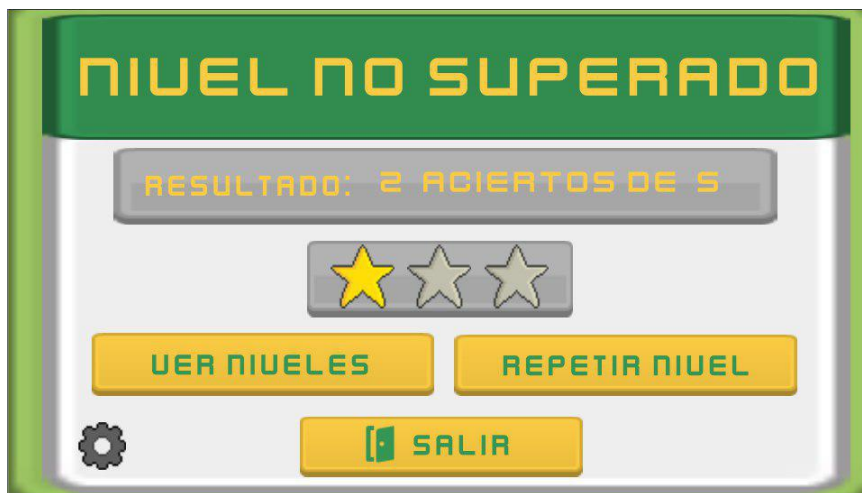 NIVEL NO SUPERADO
RESULTADO: 2 ACIERTOS DE 5
VER NIVELES
REPETIR NIVEL
SALIR